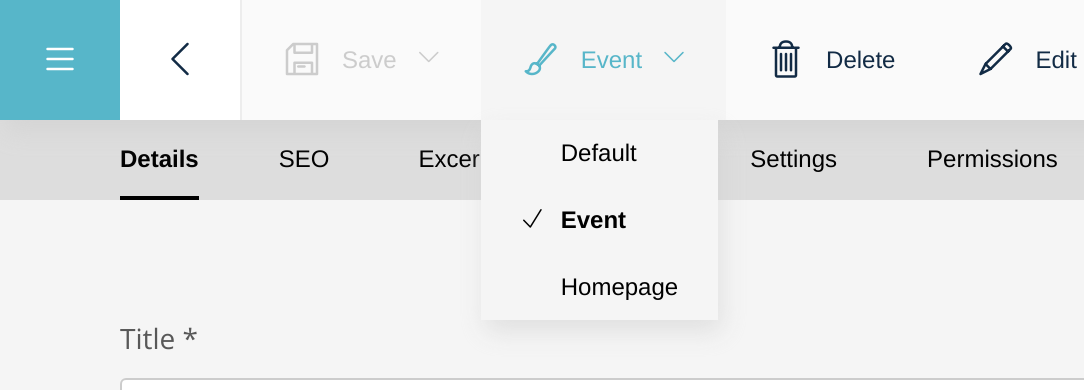 Save Event Delete Edit
Details SEO Excer Settings Permissions
Default
Event
Homepage
Title *